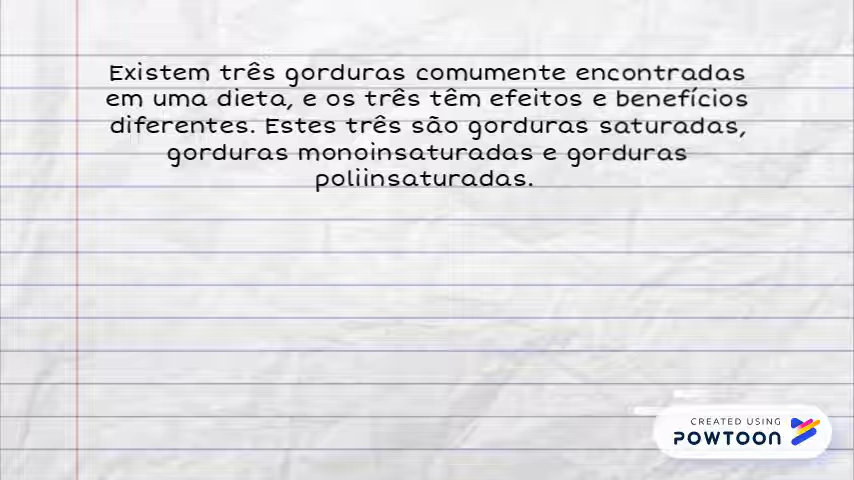 Existem três gorduras comumente encontradas
em uma dieta, e os três têm efeitos e benefícios
diferentes. Estes três são gorduras saturadas,
gorduras monoinsaturadas e gorduras
poliinsaturadas.
CREATED USING
POWTOON